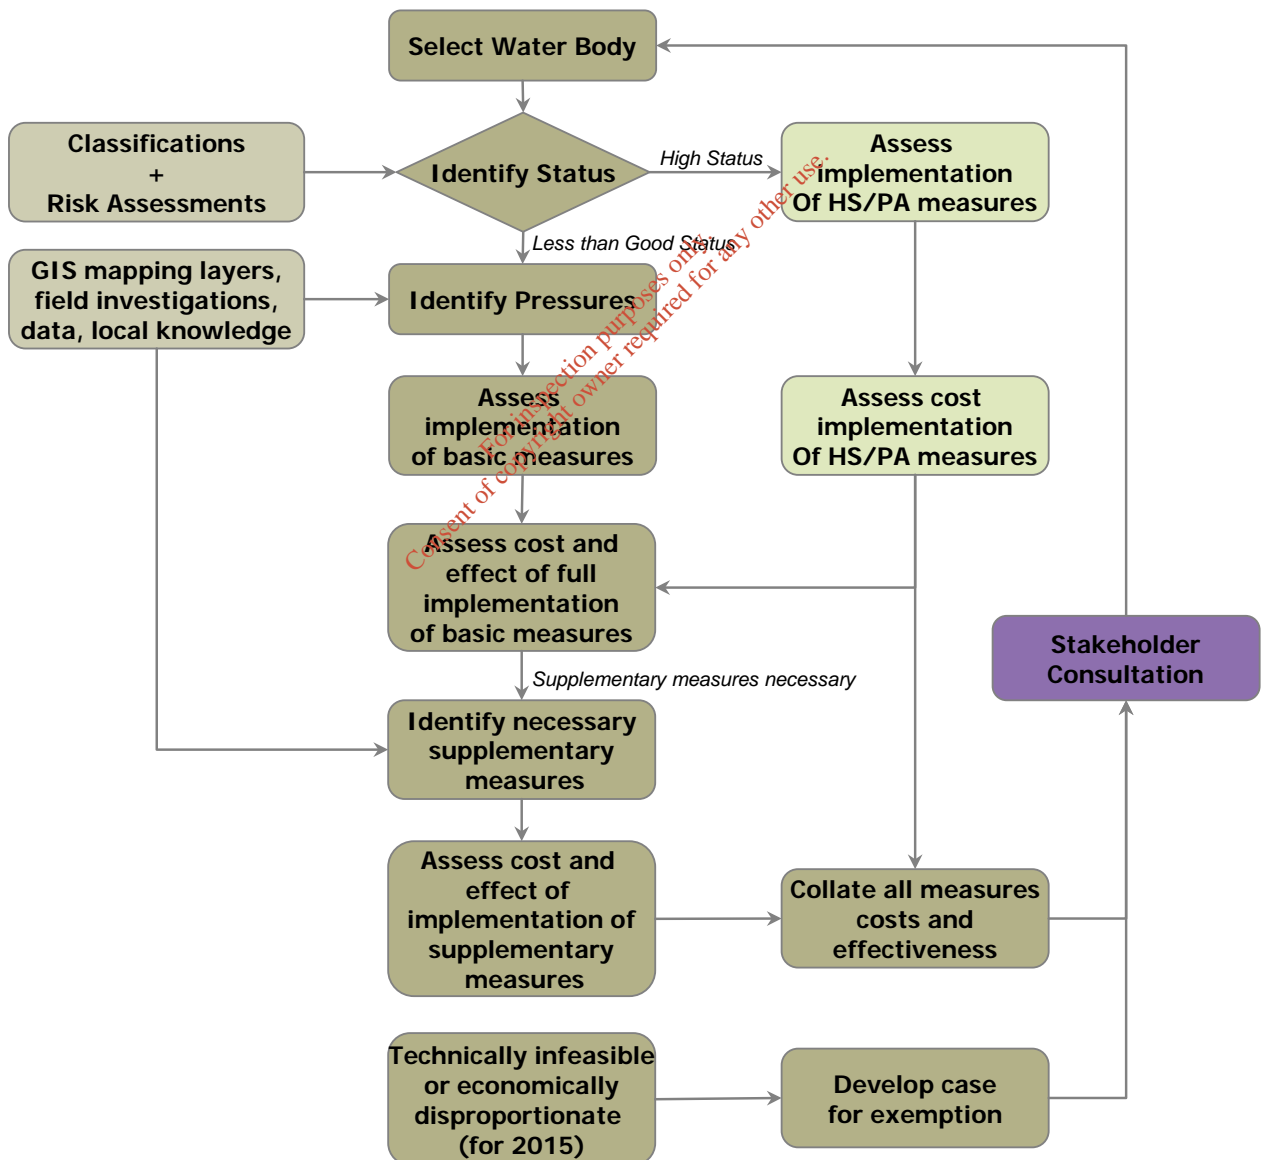 Select Water Body
Classifications
+
Risk Assessments
Identify Status
High Status
Assess
implementation
Of HS/PA measures
Less than Good Status
GIS mapping layers,
field investigations,
data, local knowledge
Identify Pressures
Assess
implementation
of basic measures
Assess cost
implementation
Of HS/PA measures
Assess cost and
effect of full
implementation
of basic measures
Stakeholder
Consultation
Supplementary measures necessary
Identify necessary
supplementary
measures
Assess cost and
effect of
implementation of
supplementary
measures
Collate all measures
costs and
effectiveness
Technically infeasible
or economically
disproportionate
(for 2015)
Develop case
for exemption
For inspection purposes only.
Consent of copyright owner required for any other use.